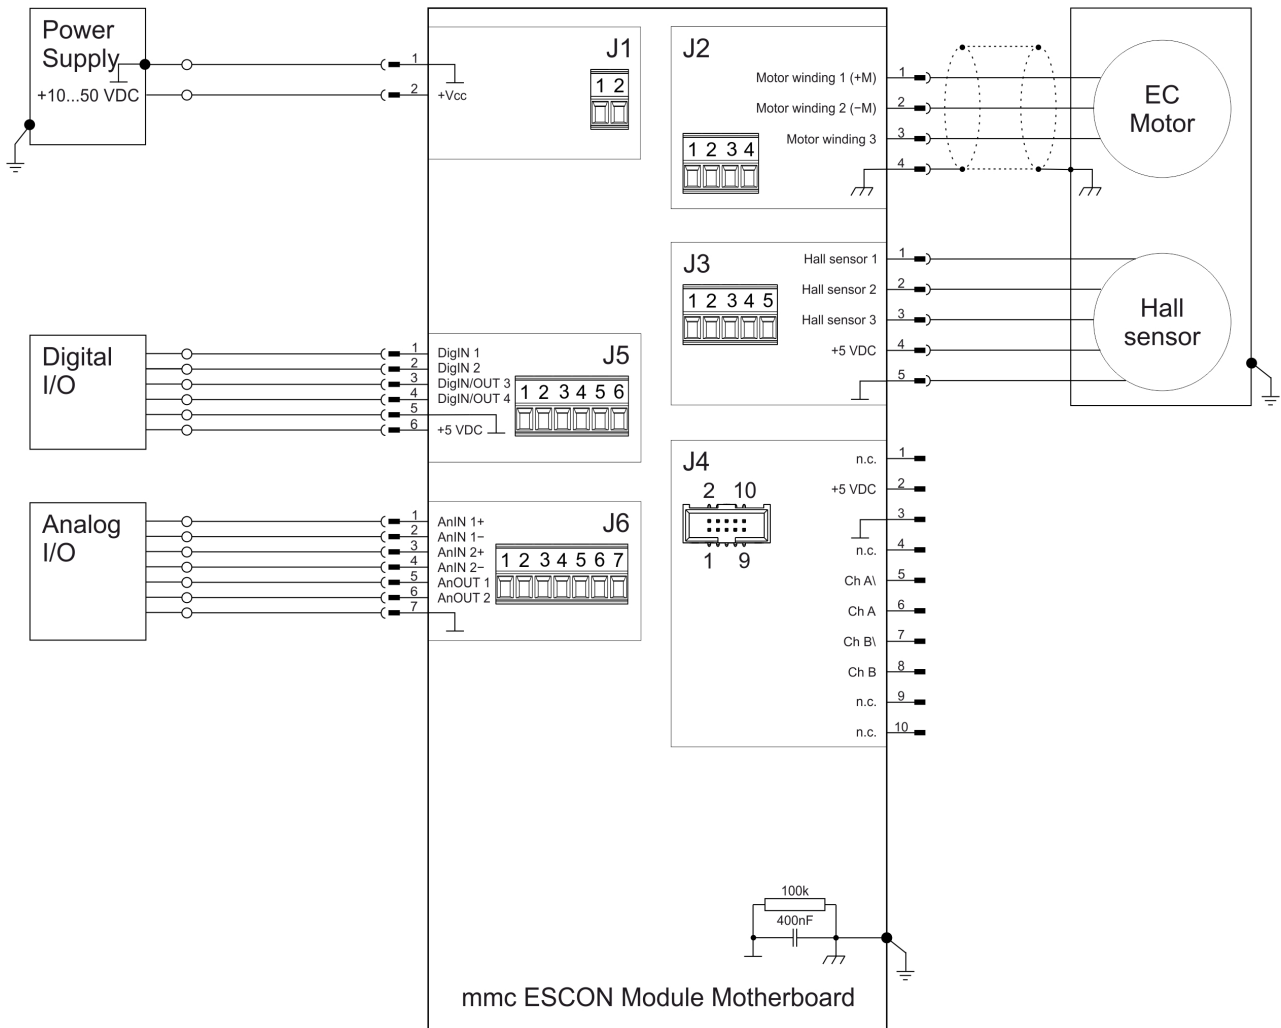 Power
Supply
+10...50 VDC
1
2
+Vcc
J1
1 2
J2
Motor winding 1 (+M)
1
Motor winding 2 (−M)
2
Motor winding 3
3
4
1 2 3 4
EC
Motor
J3
1 2 3 4 5
Hall sensor 1
1
Hall sensor 2
2
Hall sensor 3
3
+5 VDC
4
5
Hall
sensor
Digital
I/O
1
DigIN 1
2
DigIN 2
3
DigIN/OUT 3
4
DigIN/OUT 4
5
6
+5 VDC
J5
1 2 3 4 5 6
Analog
I/O
1
AnIN 1+
2
AnIN 1−
3
AnIN 2+
4
AnIN 2−
5
AnOUT 1
6
AnOUT 2
7
J6
1 2 3 4 5 6 7
J4
2 10
1 9
n.c.
1
+5 VDC
2
3
n.c.
4
Ch A\
5
Ch A
6
Ch B\
7
Ch B
8
n.c.
9
n.c.
10
100k
400nF
mmc ESCON Module Motherboard